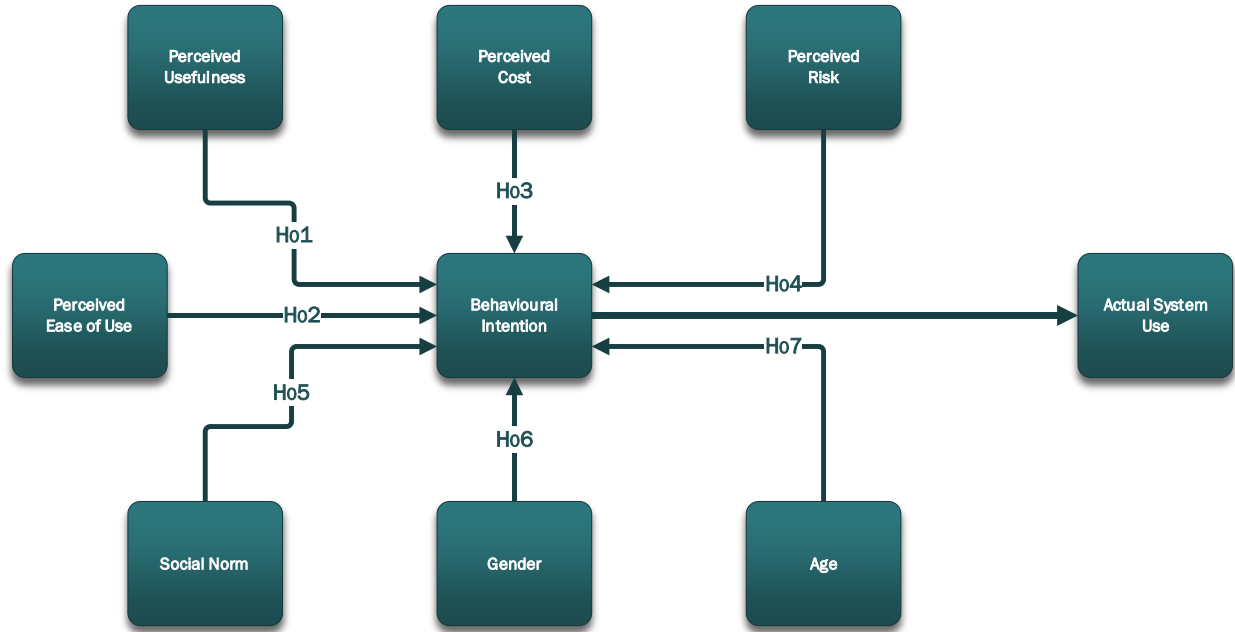 Perceived
Usefulness
Perceived
Cost
Perceived
Risk
Ho3
Ho1
Perceived
Ease of Use
Ho2
Behavioural
Intention
Ho4
Actual System
Use
Ho7
Ho5
Ho6
Social Norm
Gender
Age